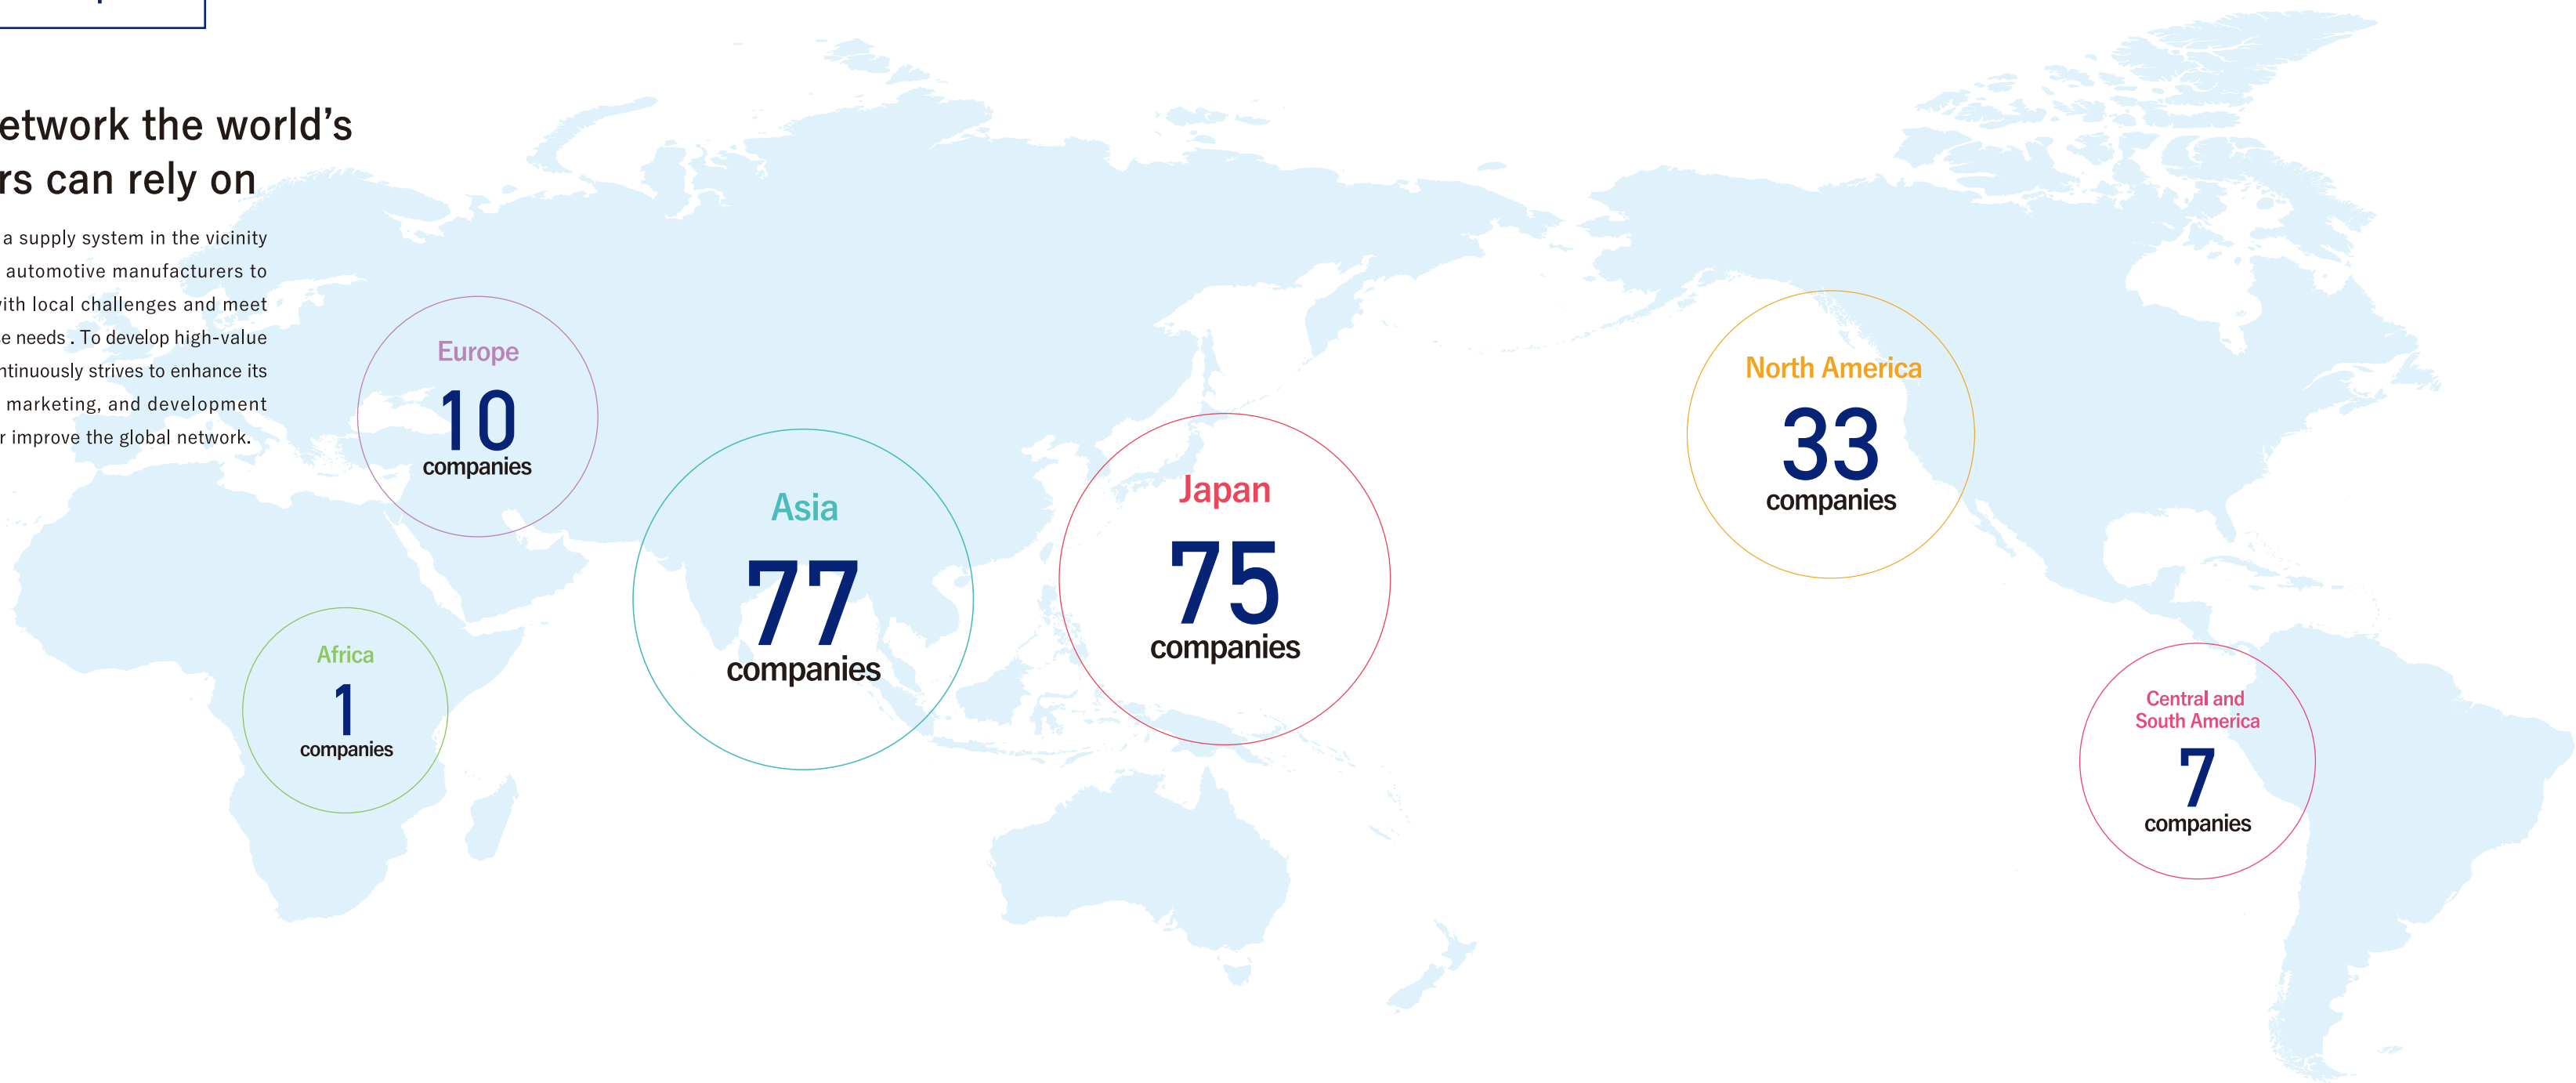 etwork the world’s
rs can rely on
a supply system in the vicinity
automotive manufacturers to
with local challenges and meet
e needs . To develop high-value
ntinuously strives to enhance its
marketing, and development
r improve the global network.
Europe
10
companies
Asia
77
companies
Japan
75
companies
North America
33
companies
Africa
1
companies
Central and
South America
7
companies